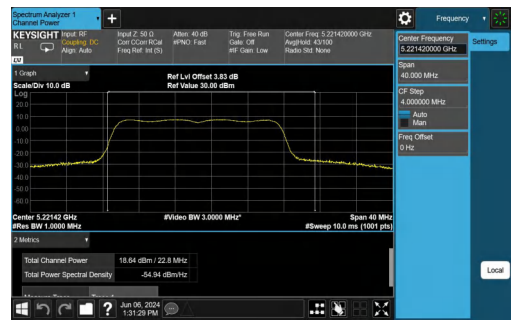 Spectrum Analyzer 1
Channel Power
+
Frequency
KEYSIGHT
RL
Input: RF
Coupling: DC
Align: Auto
Input Z: 50 Ω
Corr CCorr RCal
Freq Ref: Int (S)
Atten: 40 dB
#PNO: Fast
Trig: Free Run
Gate: Off
#IF Gain: Low
Center Freq: 5.221420000 GHz
Avg|Hold: 43/100
Radio Std: None
LV
Center Frequency
5.221420000 GHz
Settings
Span
40.000 MHz
CF Step
4.000000 MHz
Auto
Man
Freq Offset
0 Hz
1 Graph
Scale/Div 10.0 dB
Ref Lvl Offset 3.83 dB
Ref Value 30.00 dBm
Log
20.0
10.0
0.00
-10.0
-20.0
-30.0
-40.0
-50.0
-60.0
Center 5.22142 GHz
#Video BW 3.0000 MHz*
Span 40 MHz
#Res BW 1.0000 MHz
#Sweep 10.0 ms (1001 pts)
2 Metrics
Total Channel Power
18.64 dBm / 22.8 MHz
Total Power Spectral Density
-54.94 dBm/Hz
Local
?
Jun 06, 2024
1:31:29 PM